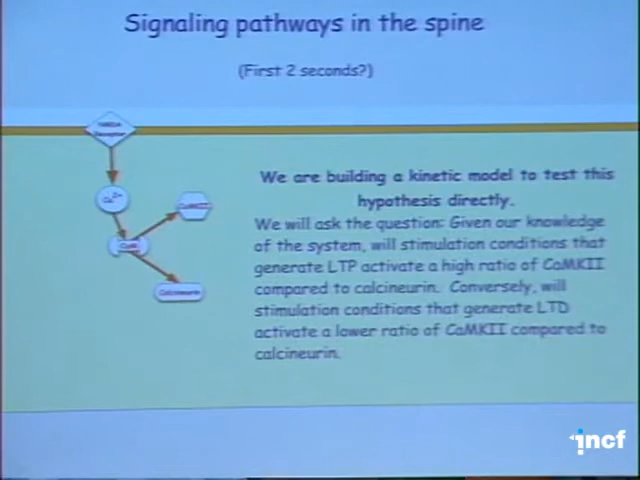 Signaling pathways in the spine
(First 2 seconds?)
NMDA
Receptor
Ca2+
CaMKII
CaM
Calcineurin
We are building a kinetic model to test this
hypothesis directly.
We will ask the question: Given our knowledge
of the system, will stimulation conditions that
generate LTP activate a high ratio of CaMKII
compared to calcineurin. Conversely, will
stimulation conditions that generate LTD
activate a lower ratio of CaMKII compared to
calcineurin.
incf